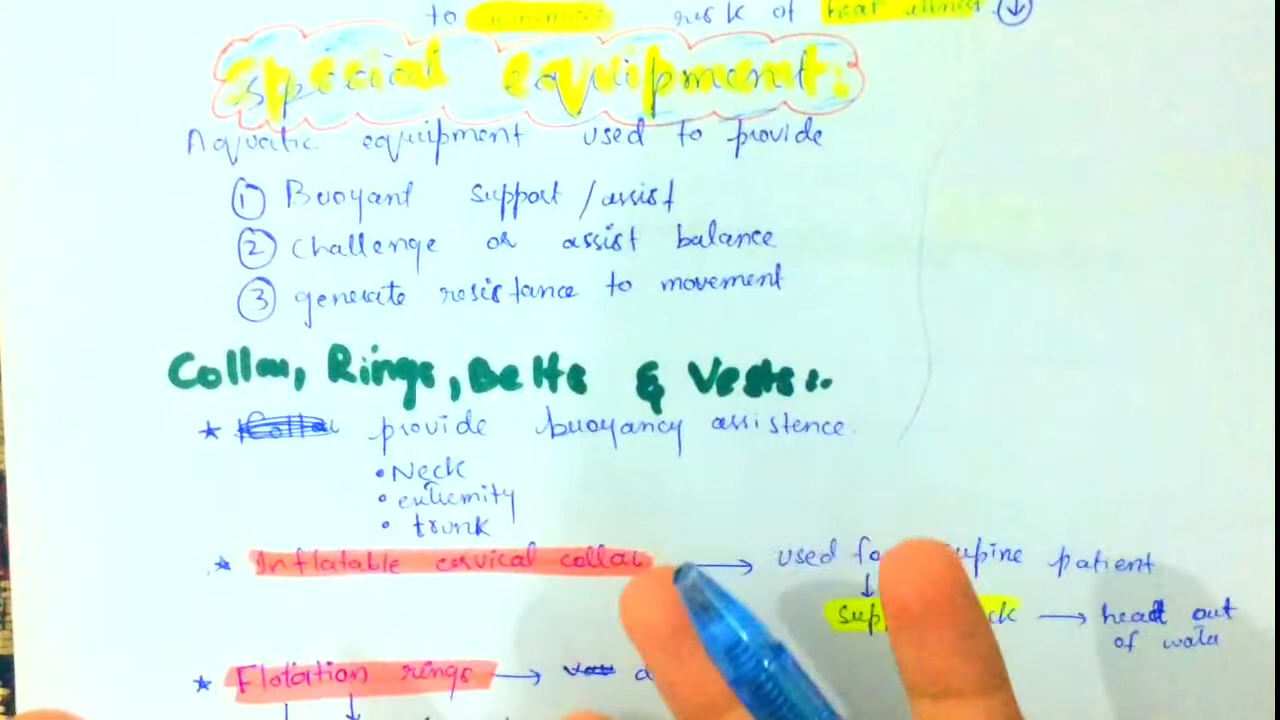 to risk of heat illness (↓)
Special equipment:
Aquatic equipment used to provide
① Buoyant support / assist
② challenge or assist balance
③ generate resistance to movement
Collar, Rings, Belts & Vests:-
★ provide buoyancy assistence.
• Neck
• extremity
• trunk
★ Inflatable cervical collar → used supine patient
↓
→ head out
of water
★ Flotation rings →